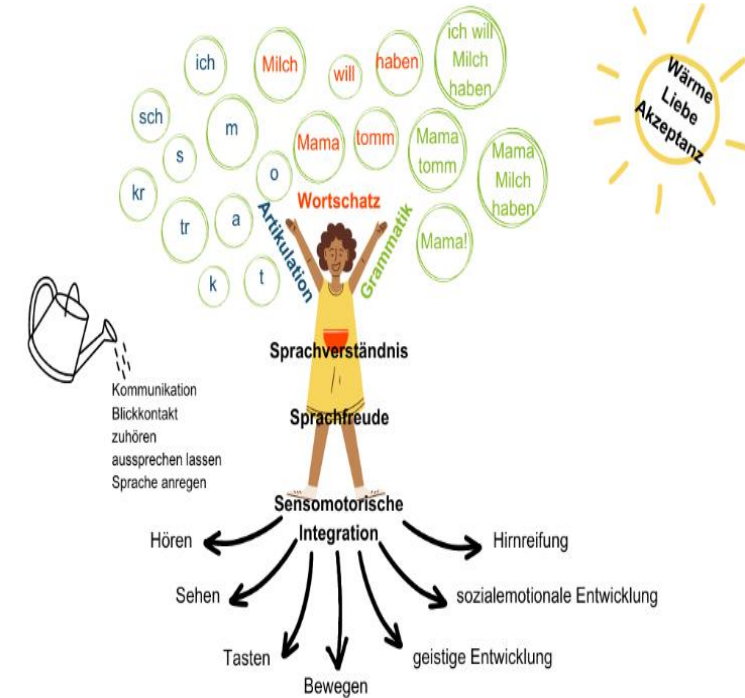 ich
Milch
will
haben
ich will
Milch
haben
sch
s
m
Mama
tomm
Mama
tomm
Mama
Milch
haben
kr
tr
a
o
k
t
Mama!
Artikulation
Wortschatz
Grammatik
Wärme
Liebe
Akzeptanz
Kommunikation
Blickkontakt
zuhören
aussprechen lassen
Sprache anregen
Sprachverständnis
Sprachfreude
Sensomotorische
Integration
Hören
Sehen
Tasten
Bewegen
geistige Entwicklung
sozialemotionale Entwicklung
Hirnreifung